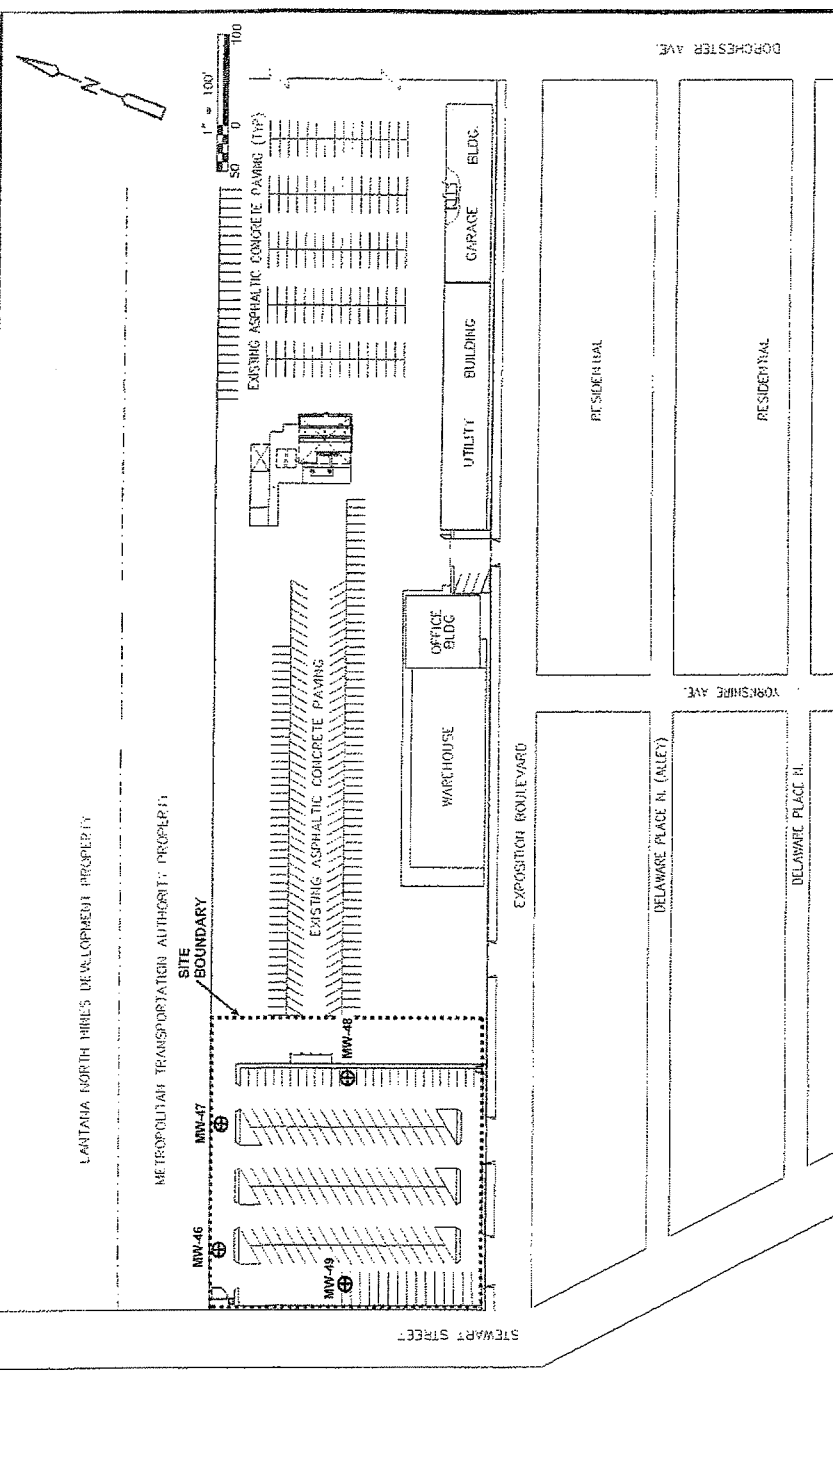 DORCHESTER AVE.
N
1" = 100'
50
0
100
EXISTING ASPHALTIC CONCRETE PAVING (TYP)
GARAGE BLDG.
UTILITY BUILDING
RESIDENTIAL
RESIDENTIAL
OFFICE
BLDG
WAREHOUSE
EXISTING ASPHALTIC CONCRETE PAVING
YORKSHIRE AVE.
EXPOSITION BOULEVARD
DELAWARE PLACE N. (ALLEY)
DELAWARE PLACE N.
LANTANA NORTH HINES DEVELOPMENT PROPERTY
METROPOLITAN TRANSPORTATION AUTHORITY PROPERTY
SITE
BOUNDARY
MW-48
MW-47
MW-46
MW-49
STEWART STREET